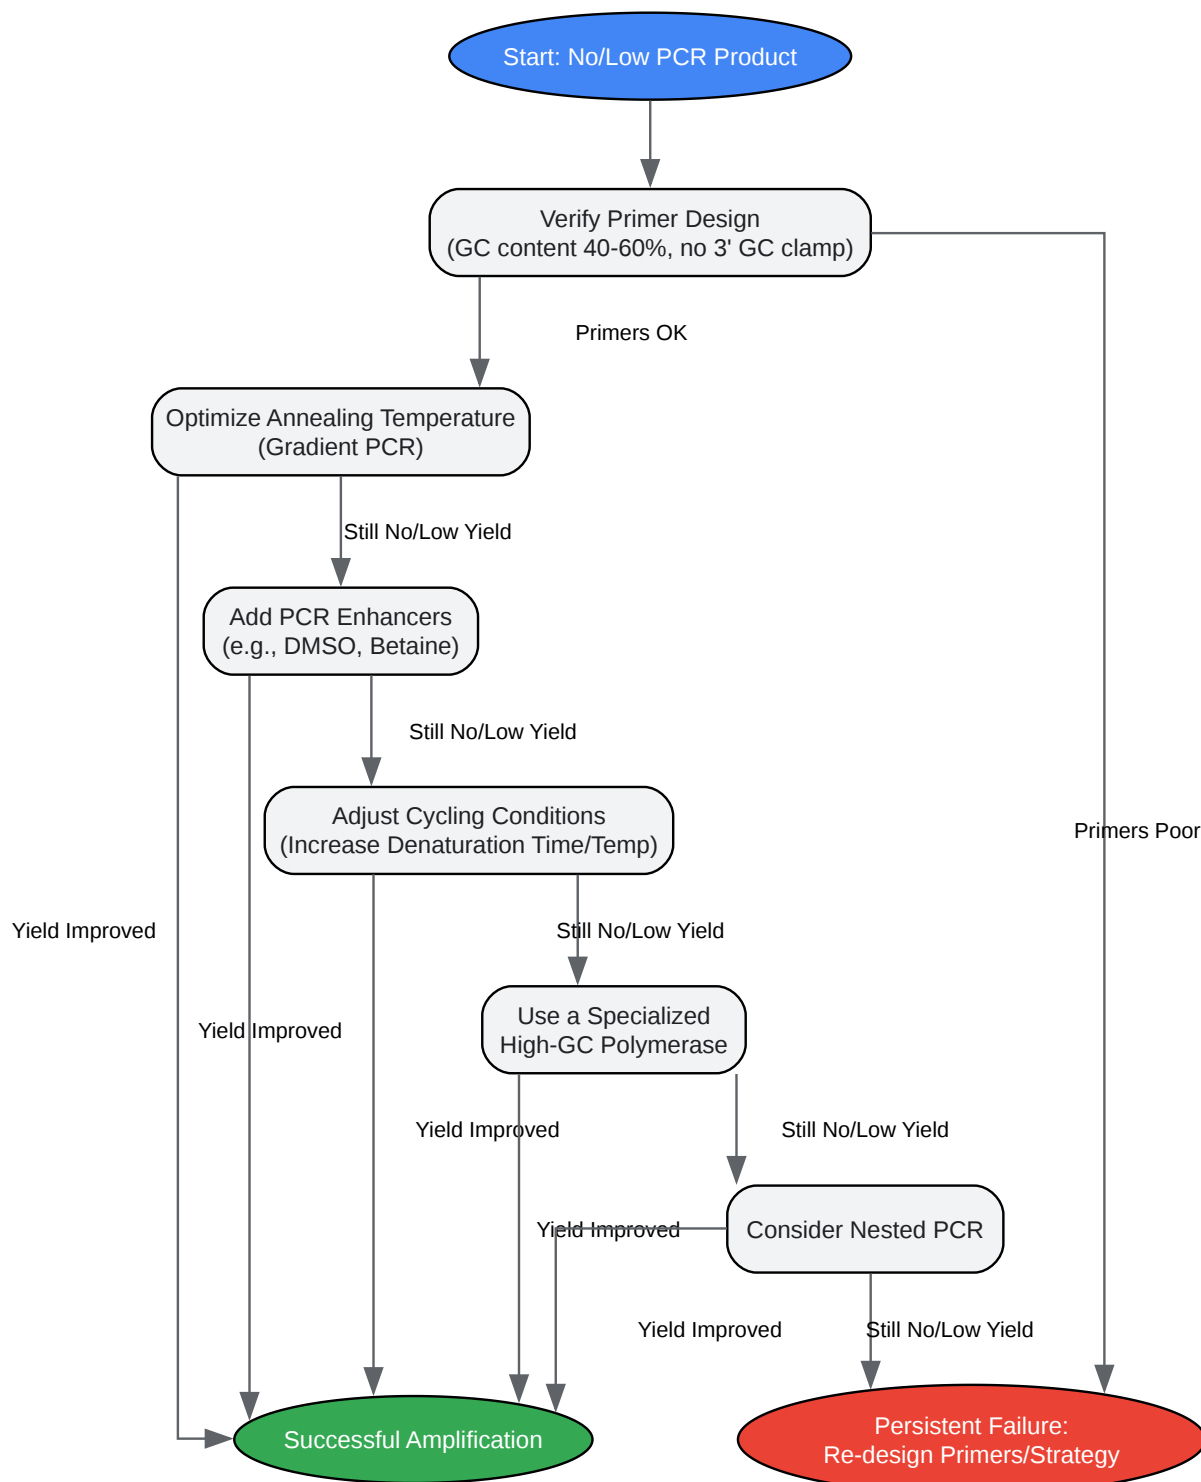 Start: No/Low PCR Product
Verify Primer Design
(GC content 40-60%, no 3' GC clamp)
Primers OK
Optimize Annealing Temperature
(Gradient PCR)
Still No/Low Yield
Add PCR Enhancers
(e.g., DMSO, Betaine)
Still No/Low Yield
Adjust Cycling Conditions
(Increase Denaturation Time/Temp)
Primers Poor
Yield Improved
Still No/Low Yield
Use a Specialized
High-GC Polymerase
Yield Improved
Yield Improved
Still No/Low Yield
Yield Improved
Consider Nested PCR
Yield Improved
Still No/Low Yield
Successful Amplification
Persistent Failure:
Re-design Primers/Strategy